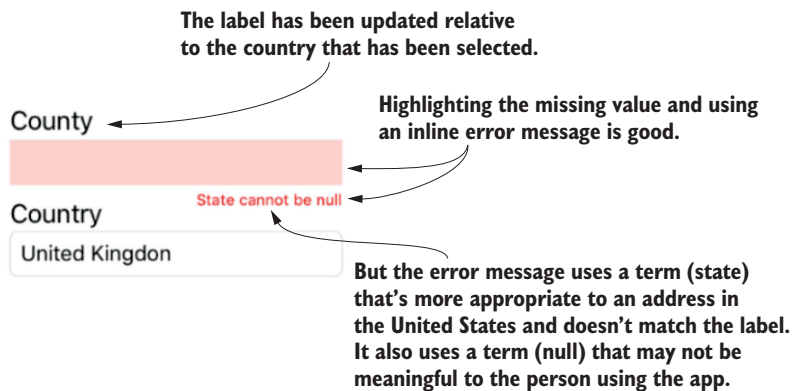 The label has been updated relative
to the country that has been selected.
County
Highlighting the missing value and using
an inline error message is good.
State cannot be null
Country
United Kingdon
But the error message uses a term (state)
that's more appropriate to an address in
the United States and doesn't match the label.
It also uses a term (null) that may not be
meaningful to the person using the app.